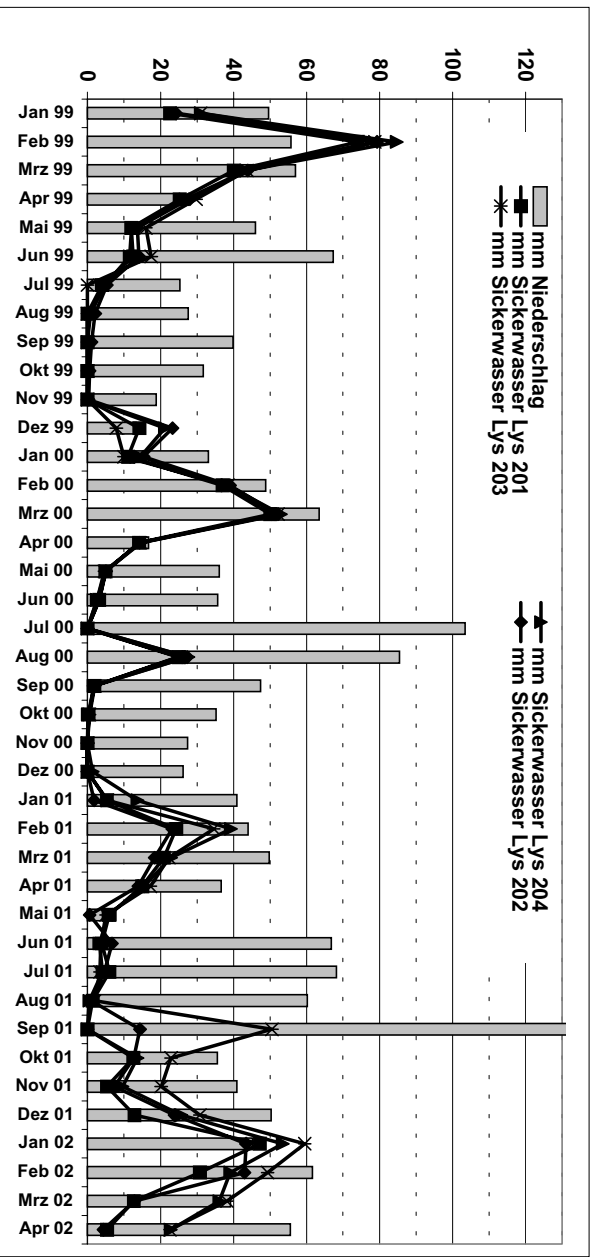 mm Niederschlag
mm Sickerwasser Lys 201
mm Sickerwasser Lys 203
mm Sickerwasser Lys 204
mm Sickerwasser Lys 202
120
100
80
60
40
20
0
Jan 99
Feb 99
Mrz 99
Apr 99
Mai 99
Jun 99
Jul 99
Aug 99
Sep 99
Okt 99
Nov 99
Dez 99
Jan 00
Feb 00
Mrz 00
Apr 00
Mai 00
Jun 00
Jul 00
Aug 00
Sep 00
Okt 00
Nov 00
Dez 00
Jan 01
Feb 01
Mrz 01
Apr 01
Mai 01
Jun 01
Jul 01
Aug 01
Sep 01
Okt 01
Nov 01
Dez 01
Jan 02
Feb 02
Mrz 02
Apr 02